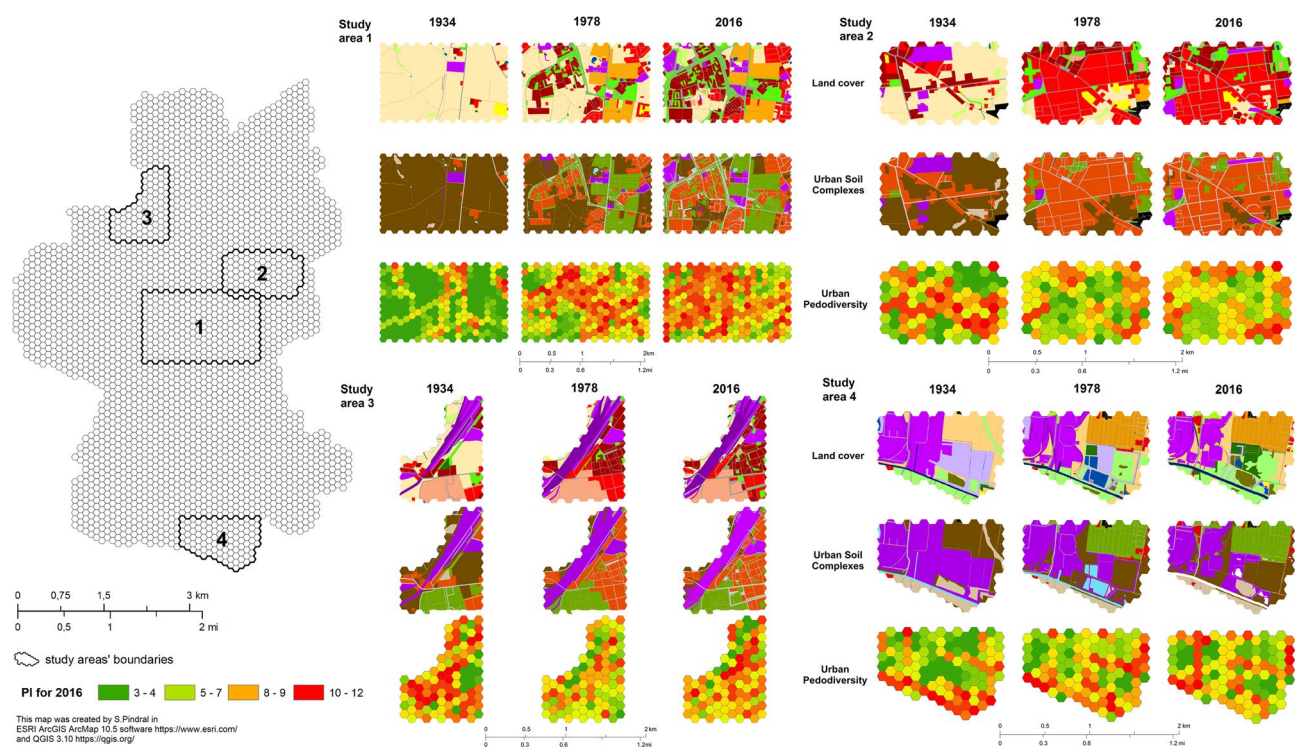 Study
area 1
1934
1978
2016
0 0.5 1 2 km
0 0.3 0.6 1.2 mi
Study
area 2
1934
1978
2016
Land cover
Urban Soil
Complexes
Urban
Pedodiversity
0 0.5 1 2 km
0 0.3 0.6 1.2 mi
3
2
1
4
Study
area 3
1934
1978
2016
0 0.5 1 2 km
0 0.3 0.6 1.2 mi
Study
area 4
1934
1978
2016
Land cover
Urban Soil
Complexes
Urban
Pedodiversity
0 0.5 1 2 km
0 0.3 0.6 1.2 mi
0 0,75 1,5 3 km
0 0,5 1 2 mi
study areas' boundaries
PI for 2016 3 - 4 5 - 7 8 - 9 10 - 12
This map was created by S.Pindral in
ESRI ArcGIS ArcMap 10.5 software https://www.esri.com/
and QGIS 3.10 https://qgis.org/